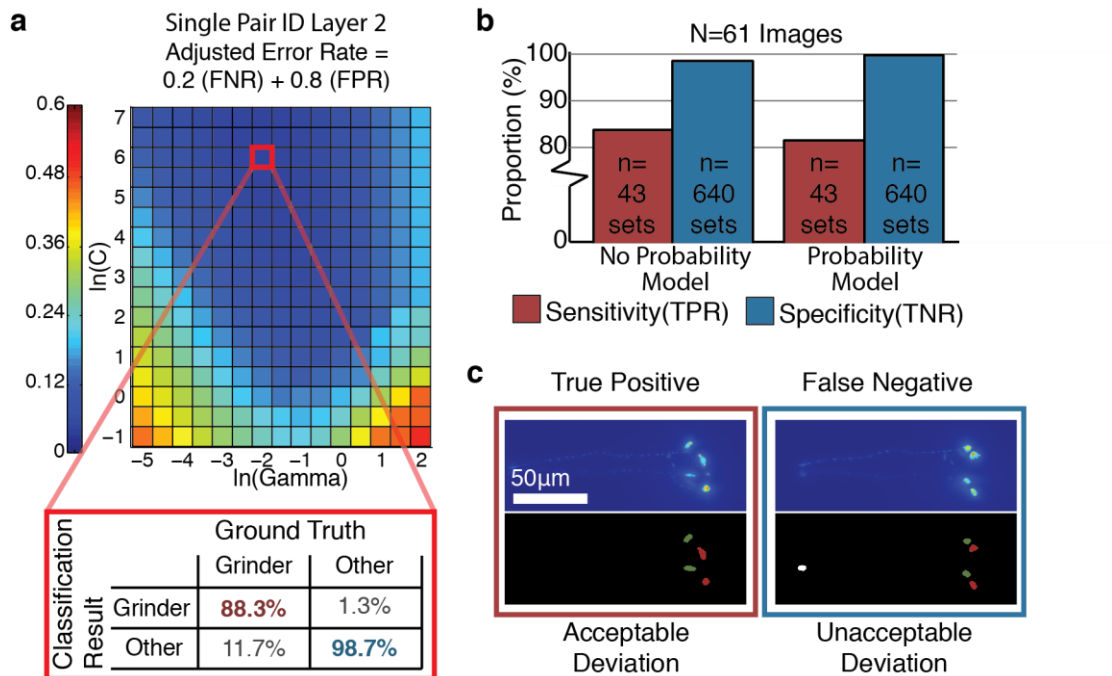 a
Single Pair ID Layer 2
Adjusted Error Rate =
0.2 (FNR) + 0.8 (FPR)
0.6
0.48
0.36
0.24
0.12
0
ln(C)
7
6
5
4
3
2
1
0
−1
−5 −4 −3 −2 −1 0 1 2
ln(Gamma)
Ground Truth
Classification
Result
Grinder Other
Grinder 88.3% 1.3%
Other 11.7% 98.7%
b
N=61 Images
Proportion (%)
100
90
80
0
n=
43
sets
n=
640
sets
n=
43
sets
n=
640
sets
No Probability
Model
Probability
Model
Sensitivity(TPR) Specificity(TNR)
c
True Positive
False Negative
50μm
Acceptable
Deviation
Unacceptable
Deviation